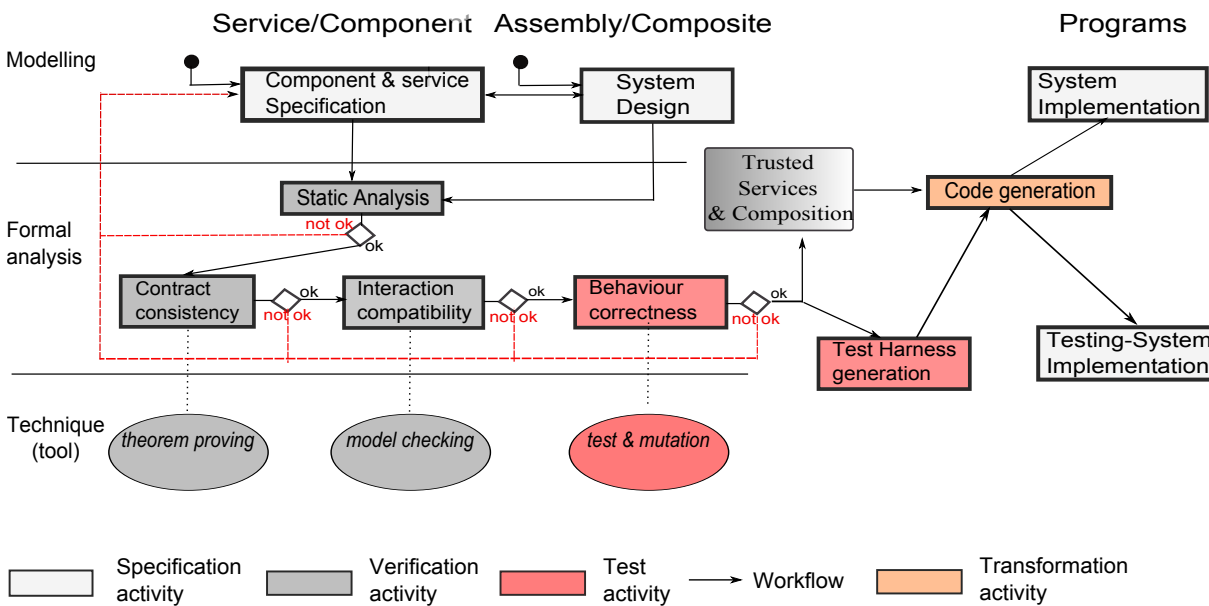 Service/Component
Assembly/Composite
Programs
Modelling
Component & service
Specification
System
Design
System
Implementation
Static Analysis
not ok
ok
Trusted
Services
& Composition
Code generation
Formal
analysis
Contract
consistency
ok
not ok
Interaction
compatibility
ok
not ok
Behaviour
correctness
ok
not ok
Test Harness
generation
Testing-System
Implementation
Technique
(tool)
theorem proving
model checking
test & mutation
Specification
activity
Verification
activity
Test
activity
Workflow
Transformation
activity